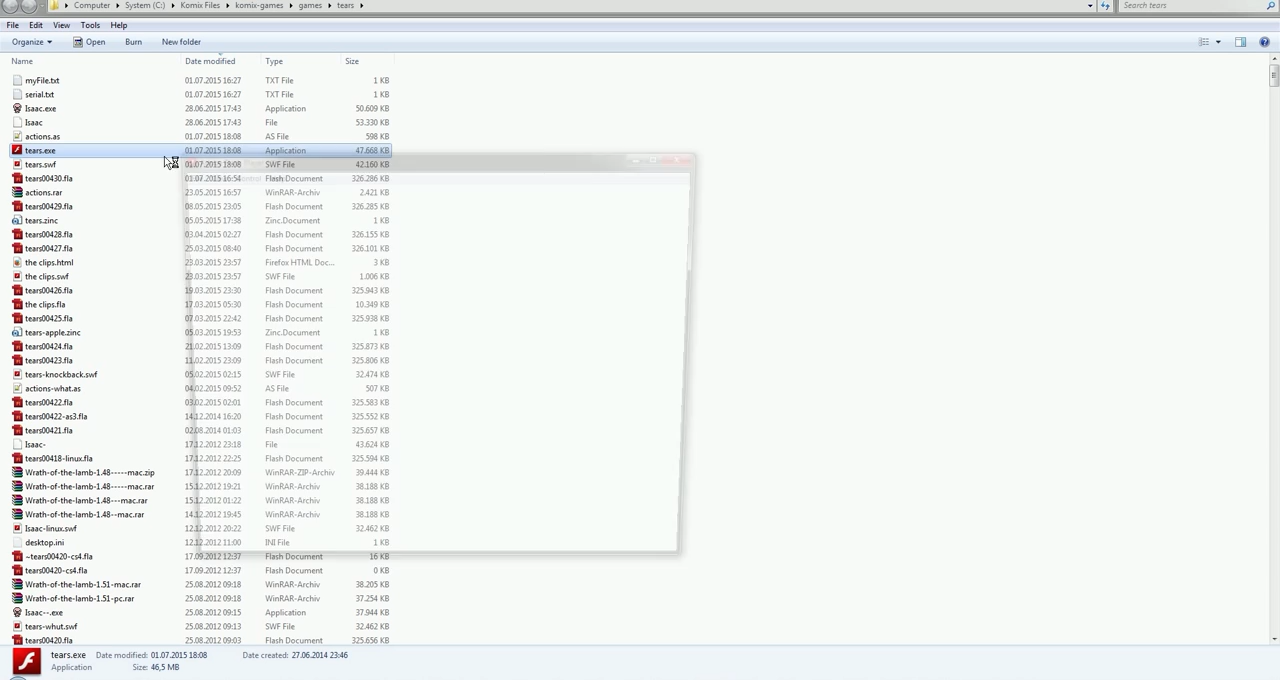 Computer ▸ System (C:) ▸ Komix Files ▸ komix-games ▸ games ▸ tears ▸ Search tears
File Edit View Tools Help
Organize ▾ Open Burn New folder
Name Date modified Type Size
myFile.txt 01.07.2015 16:27 TXT File 1 KB
serial.txt 01.07.2015 16:27 TXT File 1 KB
Isaac.exe 28.06.2015 17:43 Application 50.609 KB
Isaac 28.06.2015 17:43 File 53.330 KB
actions.as 01.07.2015 18:08 AS File 598 KB
tears.exe 01.07.2015 18:08 Application 47.668 KB
tears.swf 01.07.2015 18:08 SWF File 42.160 KB
tears00430.fla 01.07.2015 16:54 Flash Document 326.286 KB
actions.rar 23.05.2015 16:57 WinRAR-Archiv 2.421 KB
tears00429.fla 08.05.2015 23:05 Flash Document 326.285 KB
tears.zinc 05.05.2015 17:38 Zinc.Document 1 KB
tears00428.fla 03.04.2015 02:27 Flash Document 326.155 KB
tears00427.fla 25.03.2015 08:40 Flash Document 326.101 KB
the clips.html 23.03.2015 23:57 Firefox HTML Doc... 3 KB
the clips.swf 23.03.2015 23:57 SWF File 1.006 KB
tears00426.fla 19.03.2015 23:30 Flash Document 325.943 KB
the clips.fla 17.03.2015 05:30 Flash Document 10.349 KB
tears00425.fla 07.03.2015 22:42 Flash Document 325.938 KB
tears-apple.zinc 05.03.2015 19:53 Zinc.Document 1 KB
tears00424.fla 21.02.2015 13:09 Flash Document 325.873 KB
tears00423.fla 11.02.2015 23:09 Flash Document 325.806 KB
tears-knockback.swf 05.02.2015 02:15 SWF File 32.474 KB
actions-what.as 04.02.2015 09:52 AS File 507 KB
tears00422.fla 03.02.2015 02:01 Flash Document 325.583 KB
tears00422-as3.fla 14.12.2014 16:20 Flash Document 325.552 KB
tears00421.fla 02.08.2014 01:03 Flash Document 325.657 KB
Isaac- 17.12.2012 23:18 File 43.624 KB
tears00418-linux.fla 17.12.2012 22:25 Flash Document 325.594 KB
Wrath-of-the-lamb-1.48-----mac.zip 17.12.2012 20:09 WinRAR-ZIP-Archiv 39.444 KB
Wrath-of-the-lamb-1.48-----mac.rar 15.12.2012 19:21 WinRAR-Archiv 38.188 KB
Wrath-of-the-lamb-1.48---mac.rar 15.12.2012 01:22 WinRAR-Archiv 38.188 KB
Wrath-of-the-lamb-1.48--mac.rar 14.12.2012 19:45 WinRAR-Archiv 38.188 KB
Isaac-linux.swf 12.12.2012 20:22 SWF File 32.462 KB
desktop.ini 12.12.2012 11:00 INI File 1 KB
~tears00420-cs4.fla 17.09.2012 12:37 Flash Document 16 KB
tears00420-cs4.fla 17.09.2012 12:37 Flash Document 0 KB
Wrath-of-the-lamb-1.51-mac.rar 25.08.2012 09:18 WinRAR-Archiv 38.205 KB
Wrath-of-the-lamb-1.51-pc.rar 25.08.2012 09:18 WinRAR-Archiv 37.254 KB
Isaac--.exe 25.08.2012 09:15 Application 37.944 KB
tears-whut.swf 25.08.2012 09:13 SWF File 32.462 KB
tears00420.fla 25.08.2012 09:03 Flash Document 325.656 KB
tears.exe Date modified: 01.07.2015 18:08 Date created: 27.06.2014 23:46
Application Size: 46,5 MB